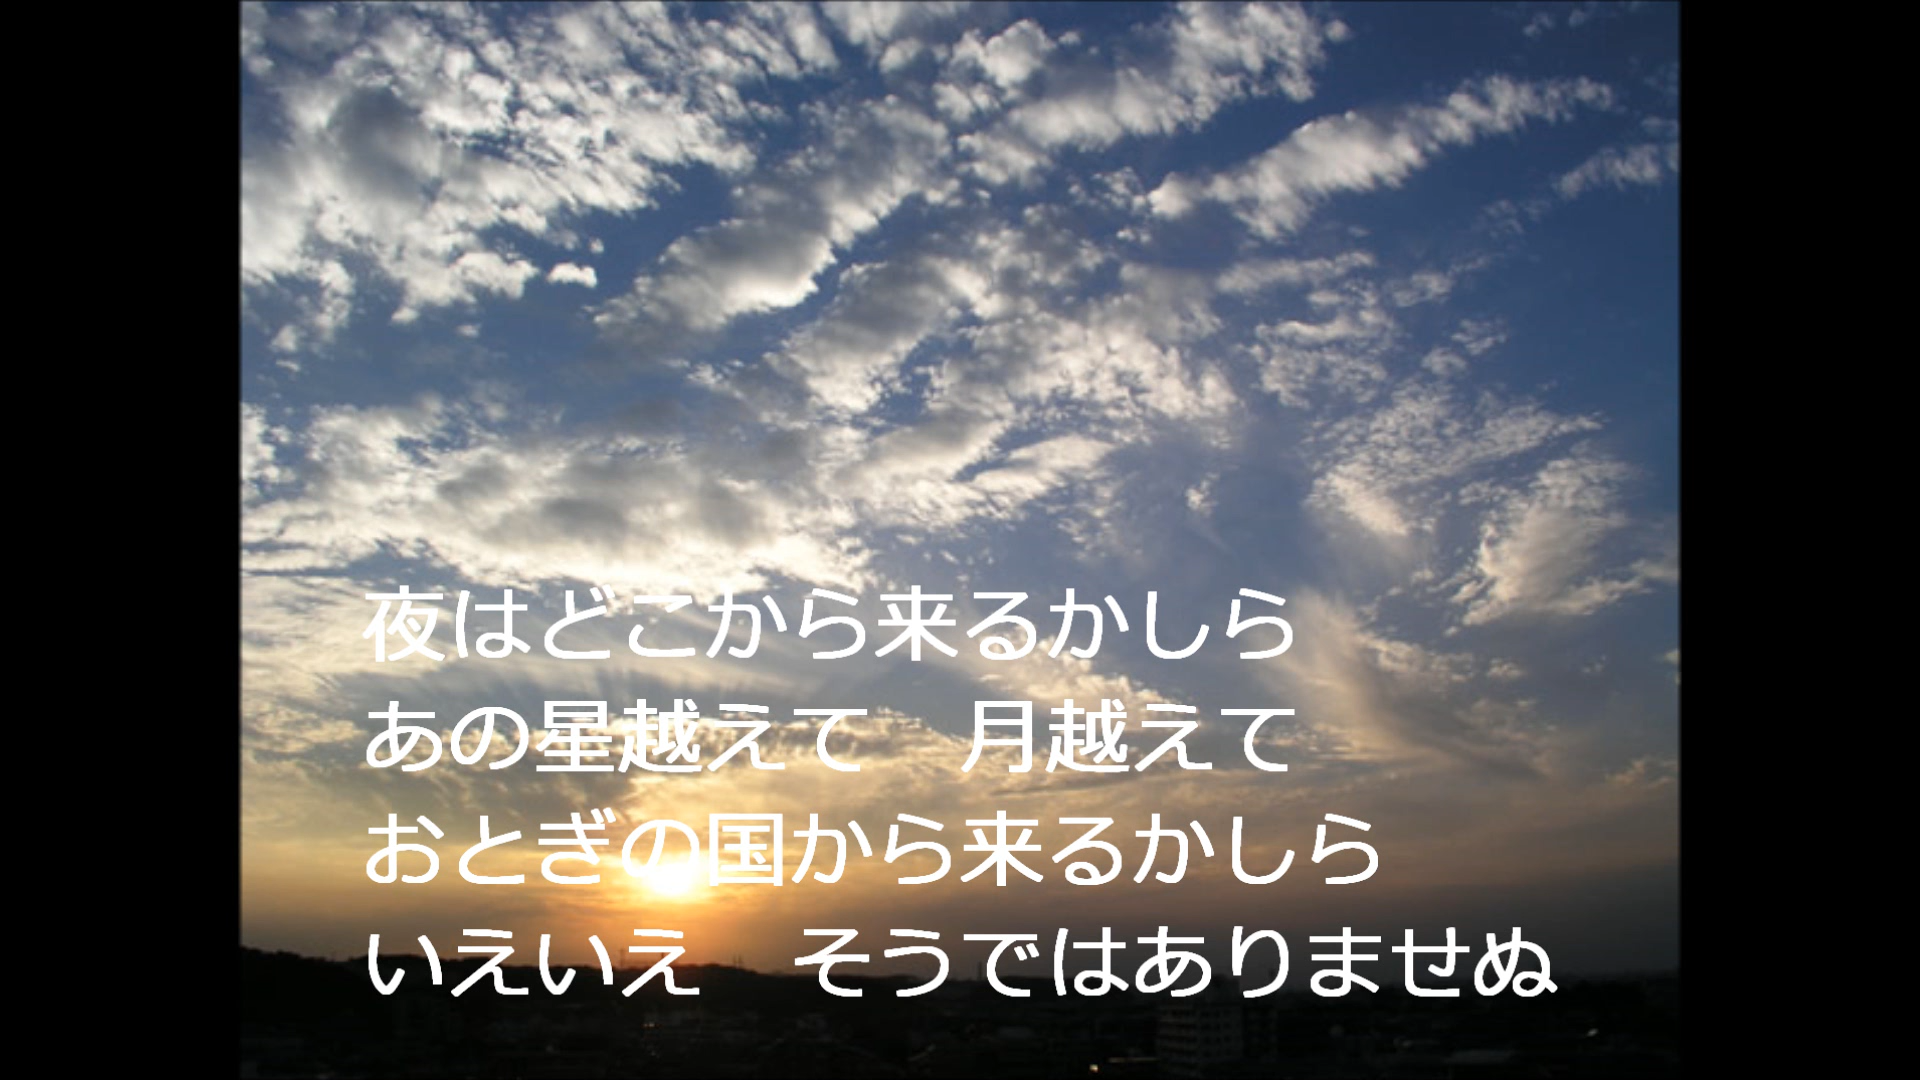 夜はどこから来るかしら
あの星越えて　月越えて
おとぎの国から来るかしら
いえいえ　そうではありませぬ